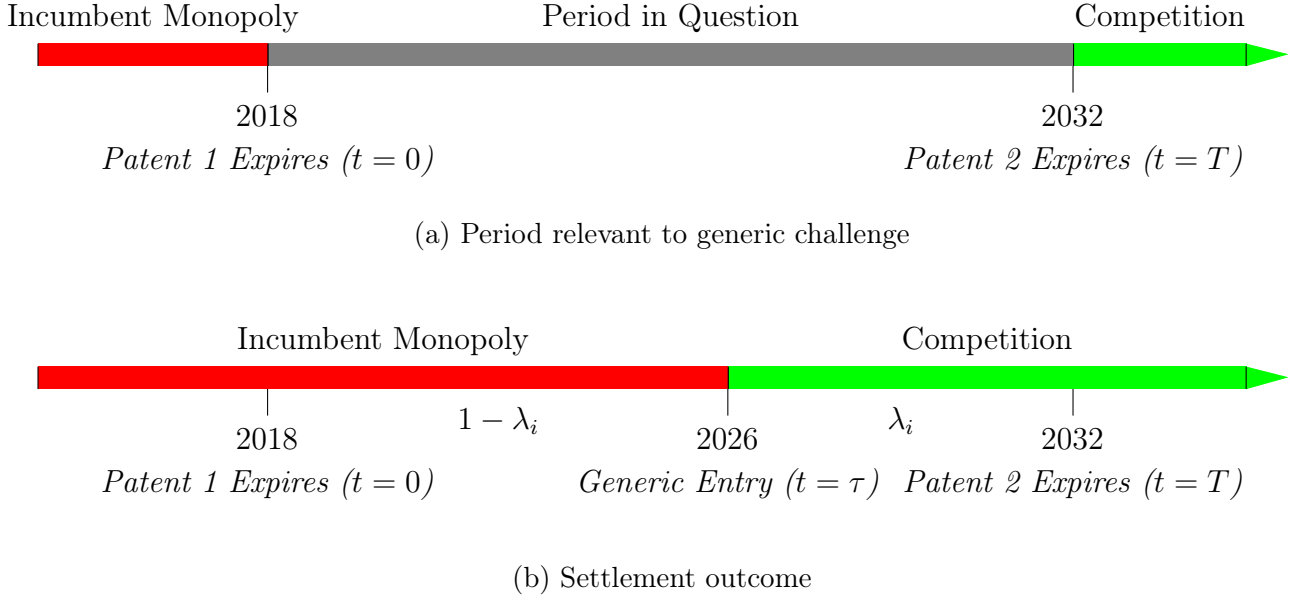 Incumbent Monopoly Period in Question Competition
2018 2032
Patent 1 Expires (t = 0) Patent 2 Expires (t = T)
(a) Period relevant to generic challenge
Incumbent Monopoly Competition
1 − λi λi
2018 2026 2032
Patent 1 Expires (t = 0) Generic Entry (t = τ) Patent 2 Expires (t = T)
(b) Settlement outcome